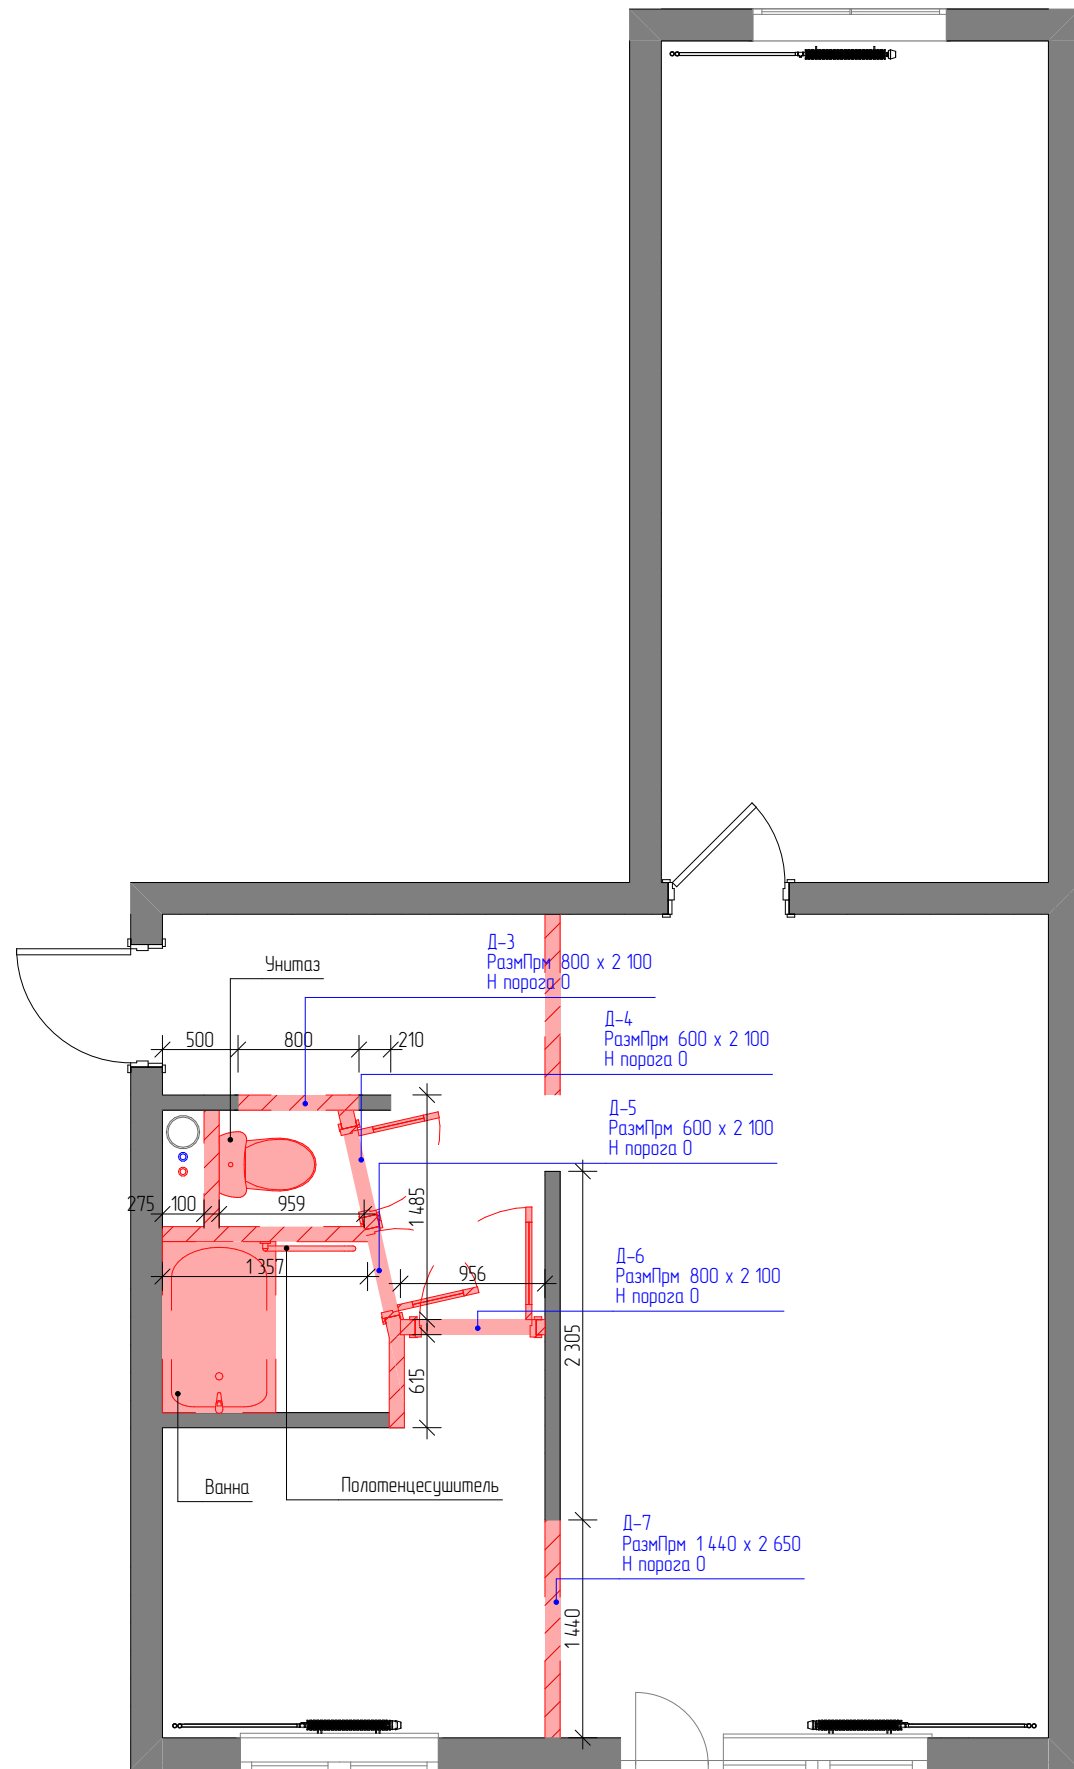 Д-3
РазмПрм 800 x 2 100
Н порога 0
Унитаз
Д-4
РазмПрм 600 x 2 100
Н порога 0
500
800
210
Д-5
РазмПрм 600 x 2 100
Н порога 0
275
100
959
1 485
1 357
956
Д-6
РазмПрм 800 x 2 100
Н порога 0
2 305
615
Ванна
Полотенцесушитель
Д-7
РазмПрм 1 440 x 2 650
Н порога 0
1 440